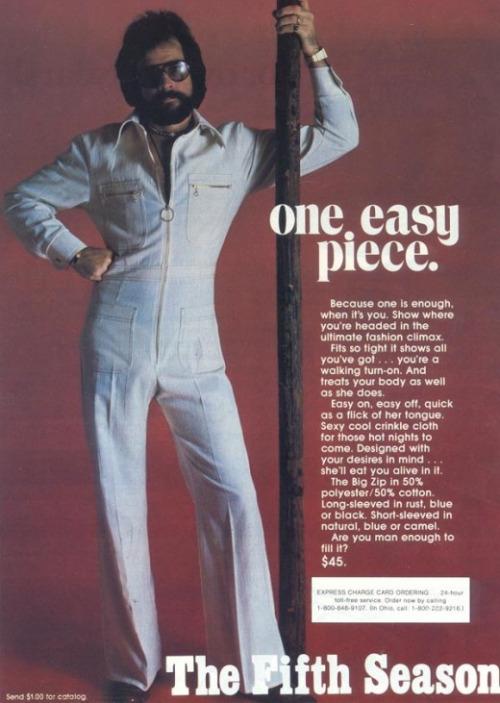 one easy
piece.
Because one is enough,
when it's you. Show where
you're headed in the
ultimate fashion climax.
Fits so tight it shows all
you've got . . . you're a
walking turn-on. And
treats your body as well
as she does.
Easy on, easy off, quick
as a flick of her tongue.
Sexy cool crinkle cloth
for those hot nights to
come. Designed with
your desires in mind . . .
she'll eat you alive in it.
The Big Zip in 50%
polyester/50% cotton.
Long-sleeved in rust, blue
or black. Short-sleeved in
natural, blue or camel.
Are you man enough to
fill it?
$45.
EXPRESS CHARGE CARD ORDERING . . . 24-hour
toll-free service. Order now by calling
1-800-848-9107. (In Ohio, call: 1-800-222-9216.)
The Fifth Season
Send $1.00 for catalog.